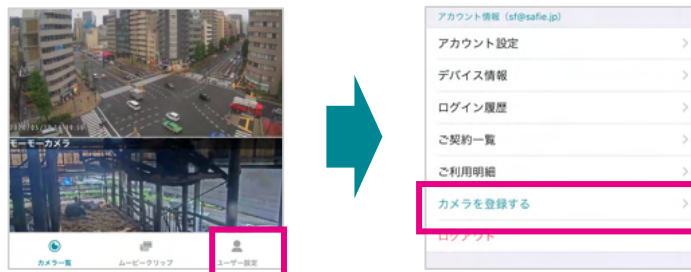 モーモーカメラ
カメラ一覧
ムービークリップ
ユーザー設定
アカウント情報（sf@safie.jp）
アカウント設定
デバイス情報
ログイン履歴
ご契約一覧
ご利用明細
カメラを登録する
ログアウト